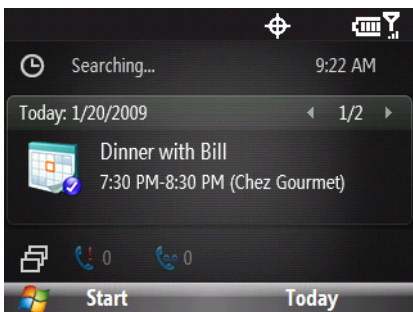 Searching... 9:22 AM
Today: 1/20/2009 1/2
Dinner with Bill
7:30 PM-8:30 PM (Chez Gourmet)
0 0
Start Today